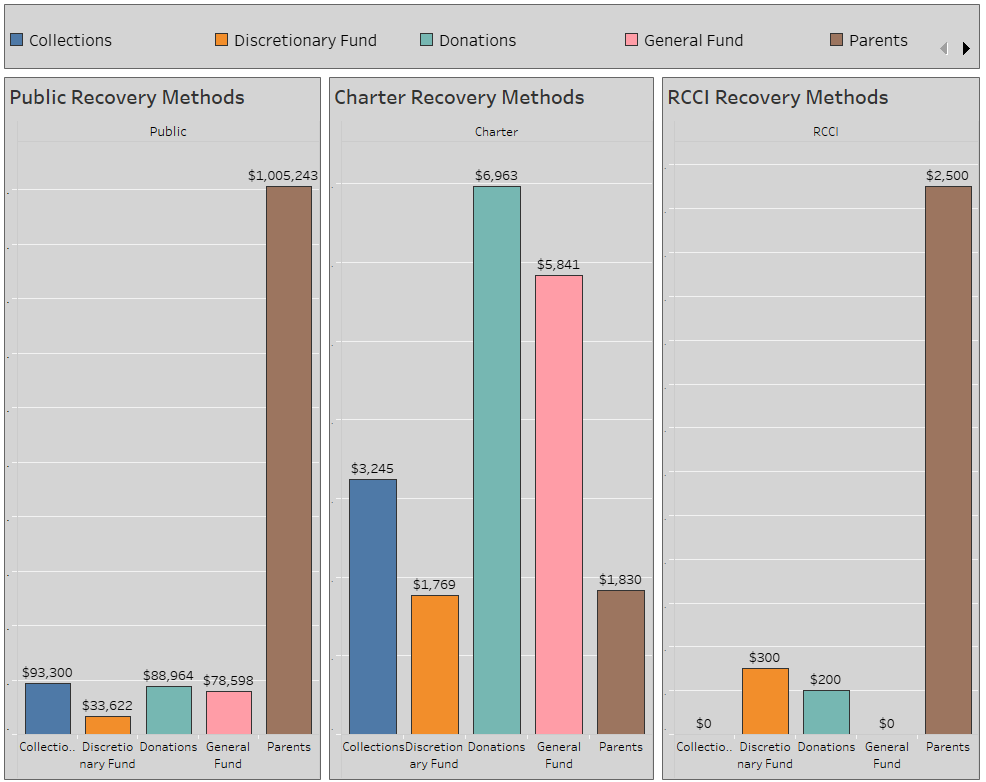 Collections
Discretionary Fund
Donations
General Fund
Parents
Public Recovery Methods
Public
$1,005,243
$93,300
$33,622
$88,964
$78,598
Collectio..
Discretio
nary Fund
Donations
General
Fund
Parents
Charter Recovery Methods
Charter
$6,963
$5,841
$3,245
$1,769
$1,830
Collections
Discretion
ary Fund
Donations
General
Fund
Parents
RCCI Recovery Methods
RCCI
$2,500
$0
$300
$200
$0
Collectio..
Discretio
nary Fund
Donations
General
Fund
Parents